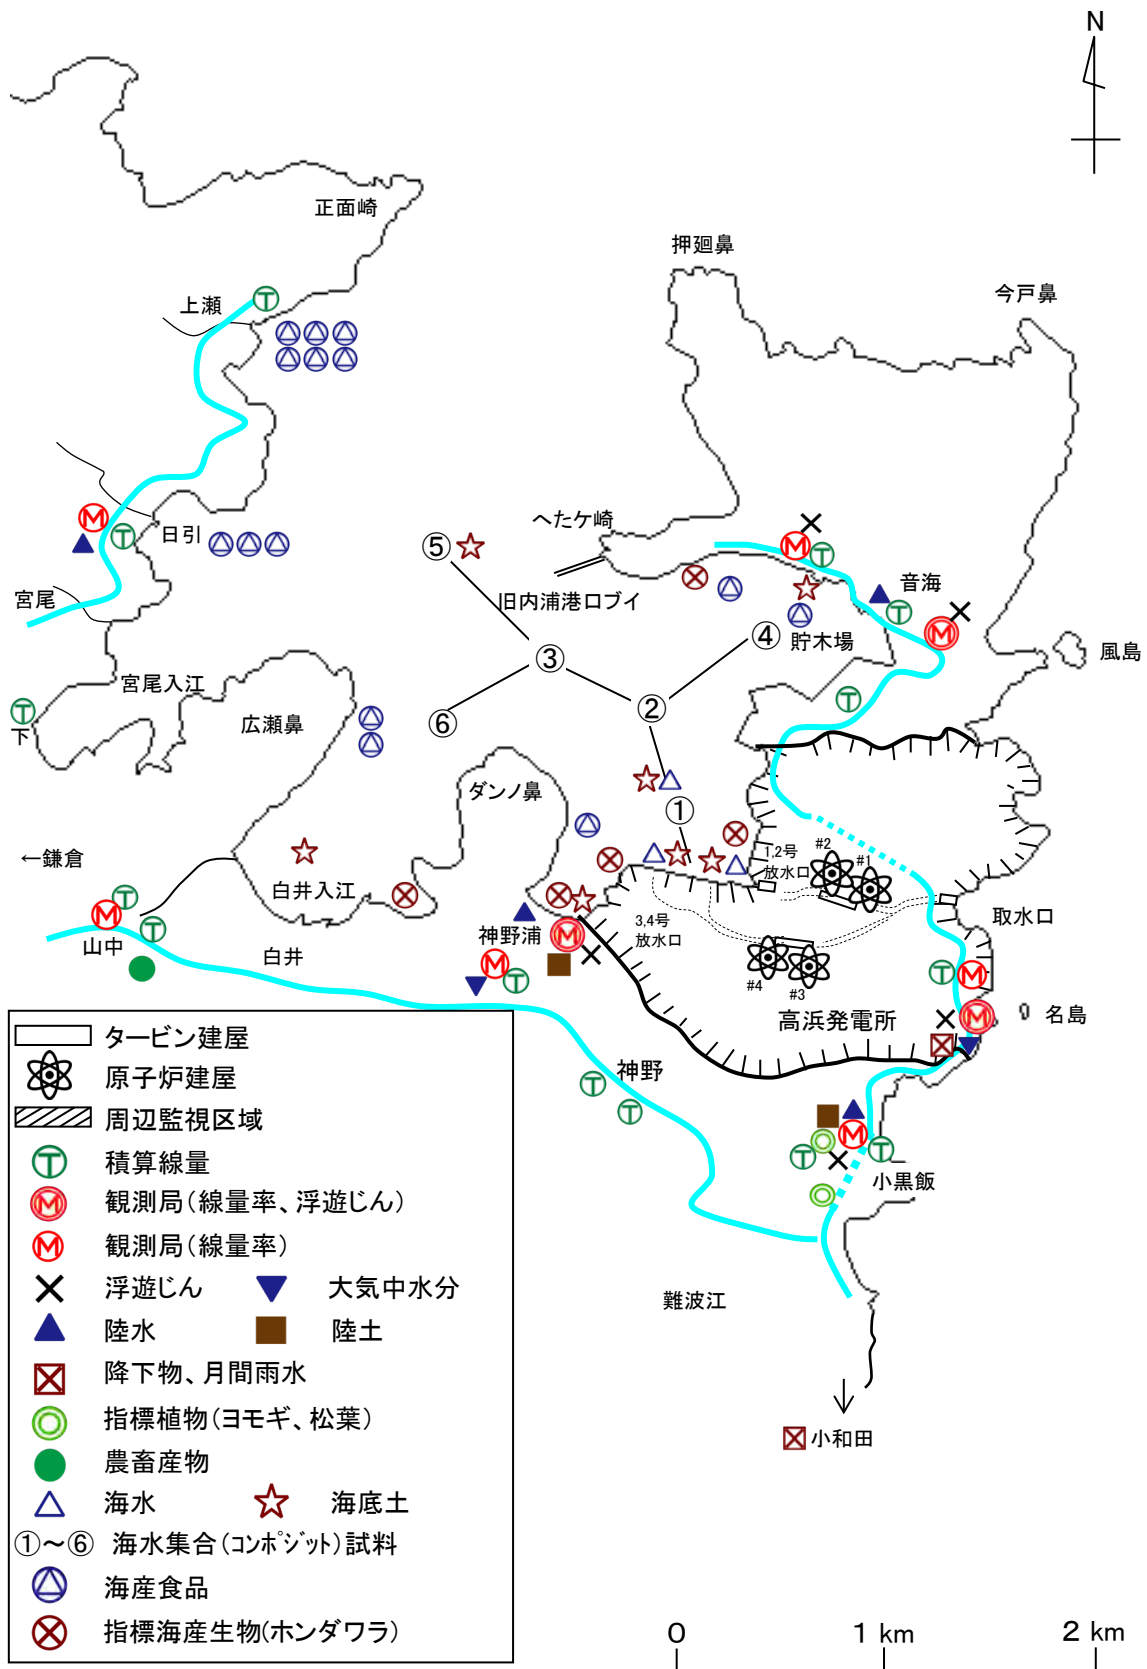 N
正面崎
押廻鼻
上瀬
今戸鼻
へたケ崎
日引
⑤
音海
宮尾
旧内浦港口ブイ
④
貯木場
③
風島
宮尾入江
⑥
②
下
広瀬鼻
ダンノ鼻
①
←鎌倉
1,2号
放水口
#2
#1
白井入江
取水口
山中
白井
神野浦
3,4号
放水口
#4
#3
高浜発電所
名島
神野
小黒飯
難波江
小和田
タービン建屋
原子炉建屋
周辺監視区域
積算線量
観測局(線量率、浮遊じん)
観測局(線量率)
浮遊じん 大気中水分
陸水 陸土
降下物、月間雨水
指標植物(ヨモギ、松葉)
農畜産物
海水 海底土
①～⑥ 海水集合(コンポジット)試料
海産食品
指標海産生物(ホンダワラ)
0 1 km 2 km